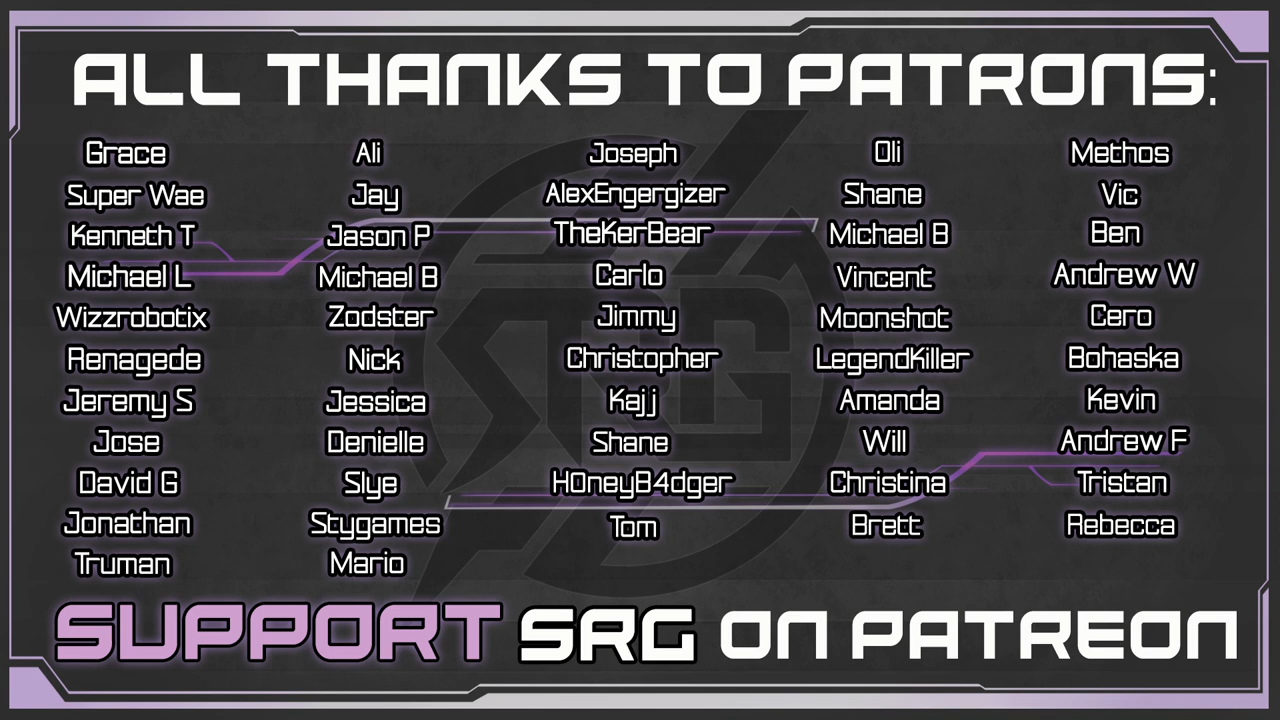 ALL THANKS TO PATRONS:
Grace Ali Joseph Oli Methos
Super Wae Jay AlexEngergizer Shane Vic
Kenneth T Jason P TheKerBear Michael B Ben
Michael L Michael B Carlo Vincent Andrew W
Wizzrobotix Zodster Jimmy Moonshot Cero
Renagede Nick Christopher LegendKiller Bohaska
Jeremy S Jessica Kajj Amanda Kevin
Jose Denielle Shane Will Andrew F
David G Slye H0neyB4dger Christina Tristan
Jonathan Stygames Tom Brett Rebecca
Truman Mario
SUPPORT SRG ON PATREON
SRG